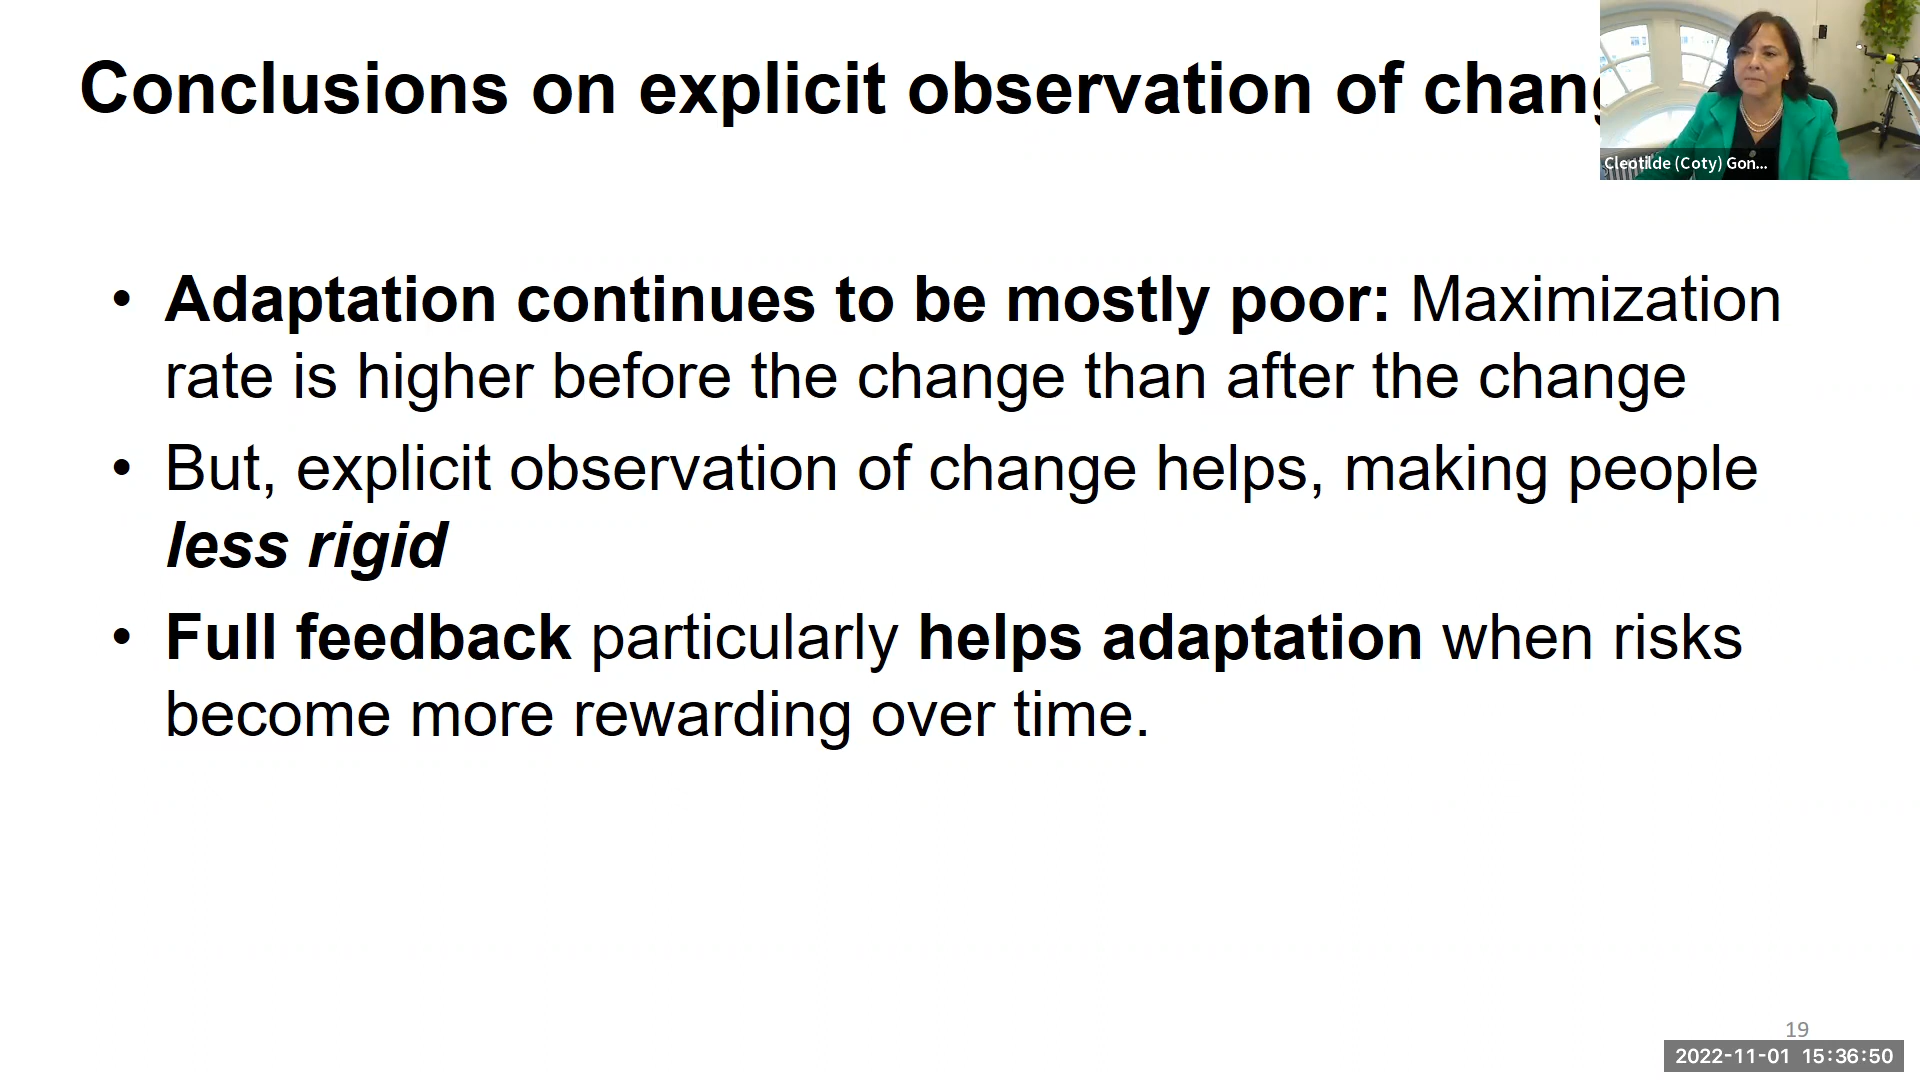 Conclusions on explicit observation of chang
Cleotilde (Coty) Gon...
• Adaptation continues to be mostly poor: Maximization
rate is higher before the change than after the change
• But, explicit observation of change helps, making people
less rigid
• Full feedback particularly helps adaptation when risks
become more rewarding over time.
19
2022-11-01 15:36:50